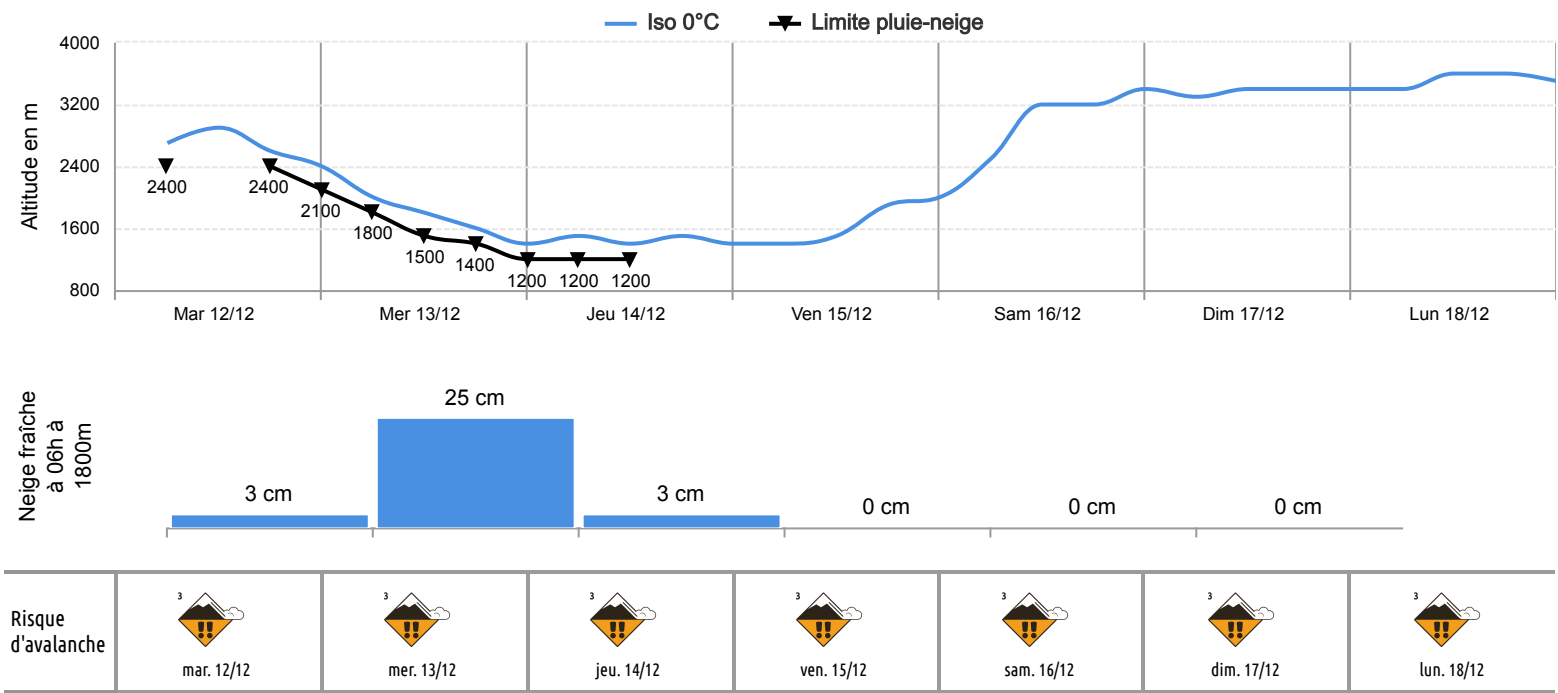 Iso 0°C Limite pluie-neige
Altitude en m
4000
3200
2400
1600
800
2400
2400
2100
1800
1500
1400
1200
1200
1200
Mar 12/12 Mer 13/12 Jeu 14/12 Ven 15/12 Sam 16/12 Dim 17/12 Lun 18/12
Neige fraîche
à 06h à
1800m
3 cm 25 cm 3 cm 0 cm 0 cm 0 cm
Risque
d'avalanche
3 3 3 3 3 3 3
!! !! !! !! !! !! !!
mar. 12/12 mer. 13/12 jeu. 14/12 ven. 15/12 sam. 16/12 dim. 17/12 lun. 18/12